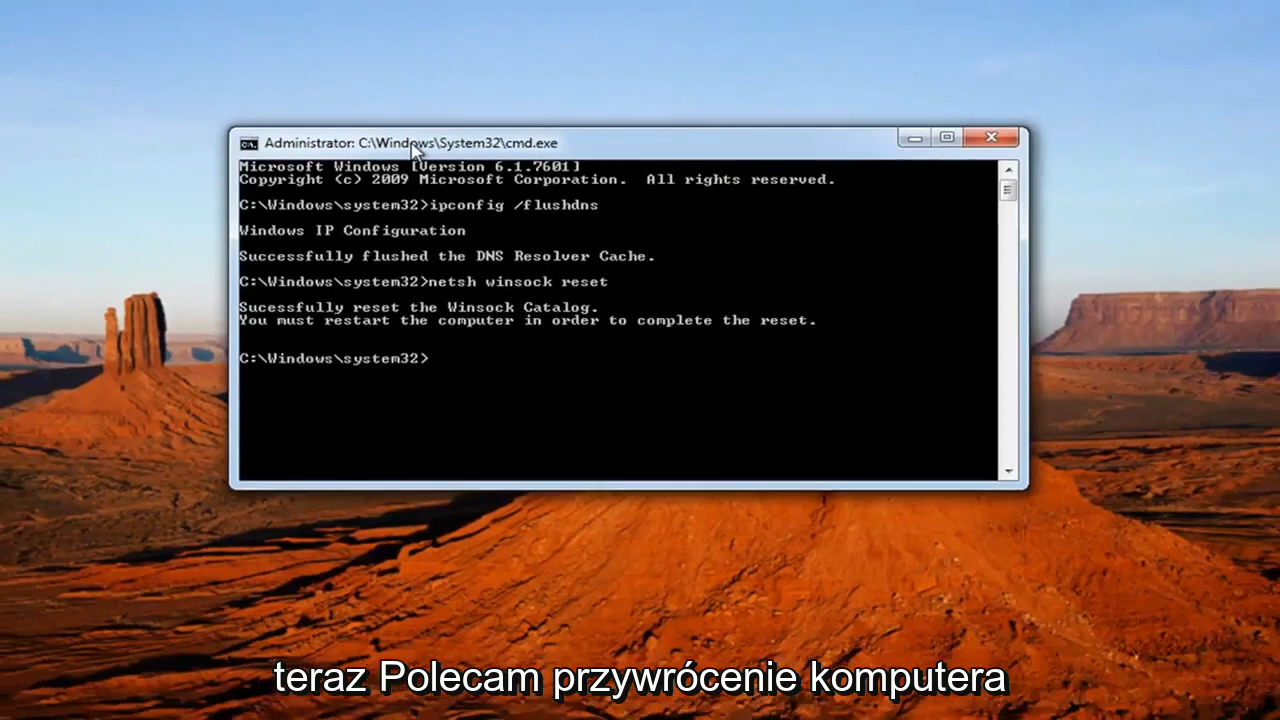 Administrator: C:\Windows\System32\cmd.exe
Microsoft Windows [Version 6.1.7601]
Copyright (c) 2009 Microsoft Corporation. All rights reserved.
C:\Windows\system32>ipconfig /flushdns
Windows IP Configuration
Successfully flushed the DNS Resolver Cache.
C:\Windows\system32>netsh winsock reset
Sucessfully reset the Winsock Catalog.
You must restart the computer in order to complete the reset.
C:\Windows\system32>
teraz Polecam przywrócenie komputera